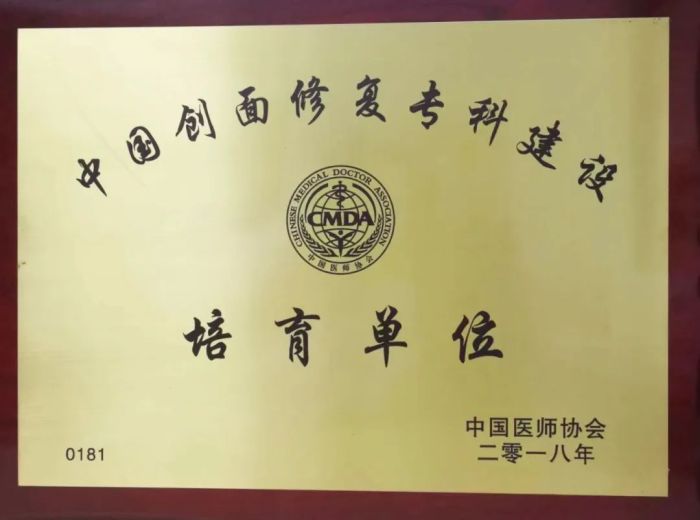 中国创面修复专科建设
CHINESE MEDICAL DOCTOR ASSOCIATION
CMDA
中国医师协会
培育单位
中国医师协会
二零一八年
0181